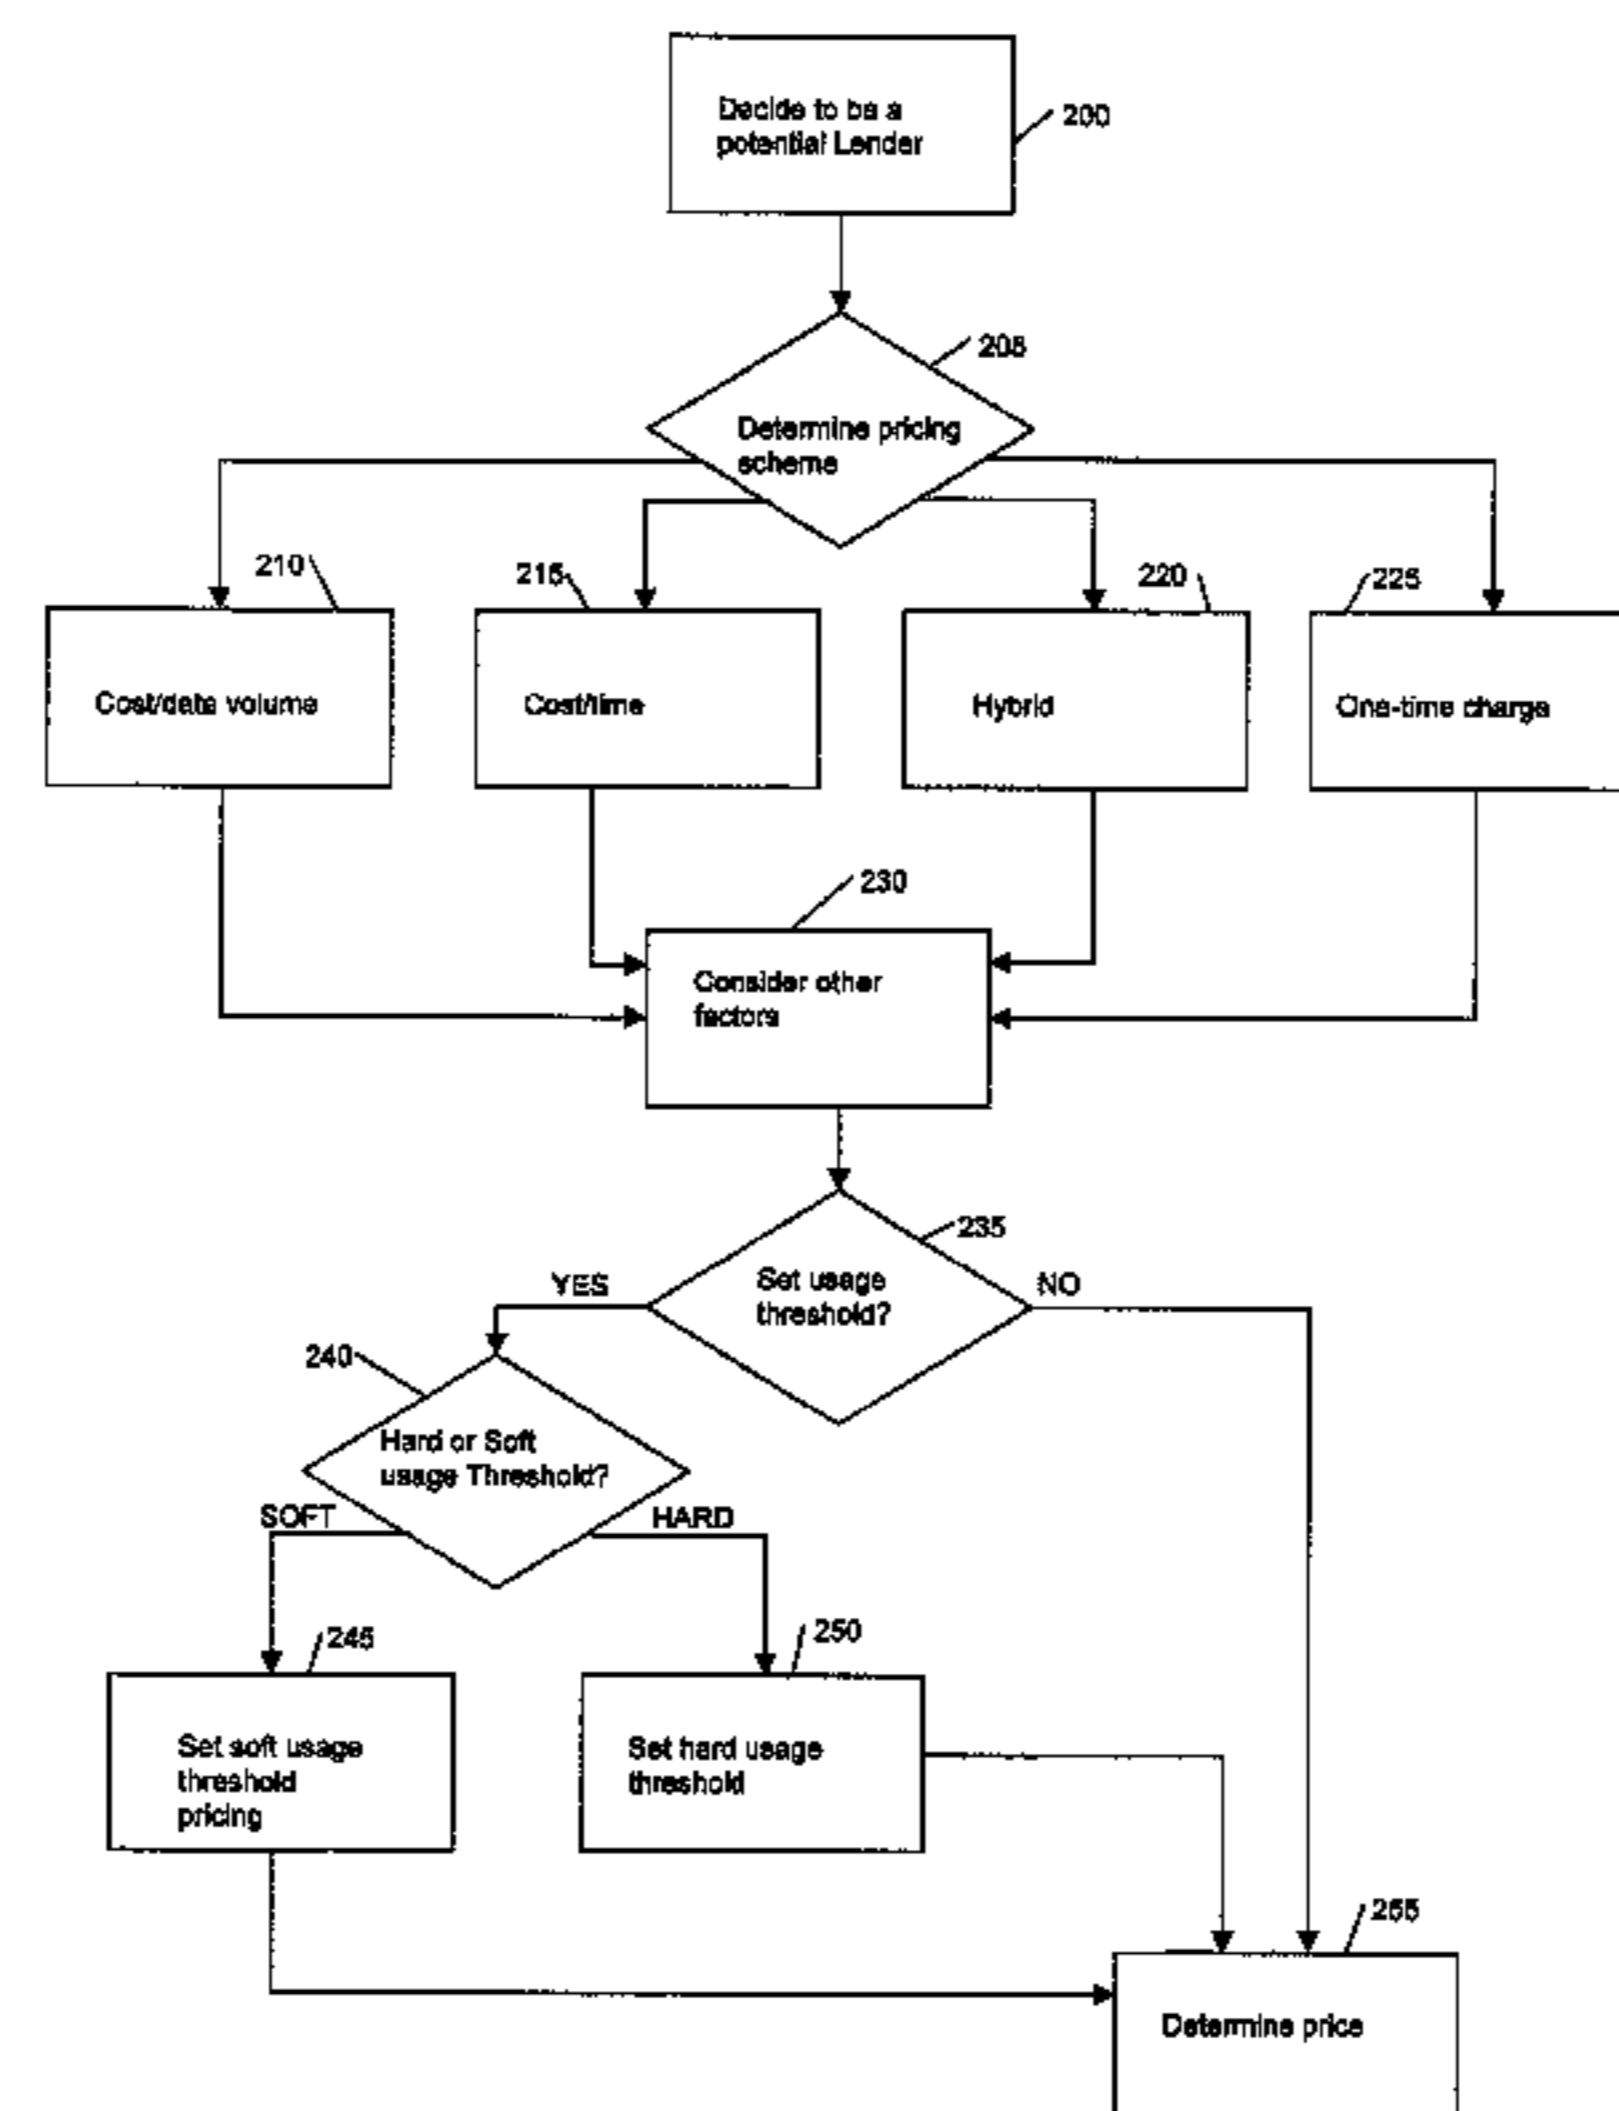 Decide to be a
potential Lender
200
205
Determine pricing
scheme
210
215
220
225
Cost/data volume
Cost/time
Hybrid
One-time charge
230
Consider other
factors
235
YES
Set usage
threshold?
NO
240
Hard or Soft
usage Threshold?
SOFT
HARD
245
250
Set soft usage
threshold
pricing
Set hard usage
threshold
255
Determine price